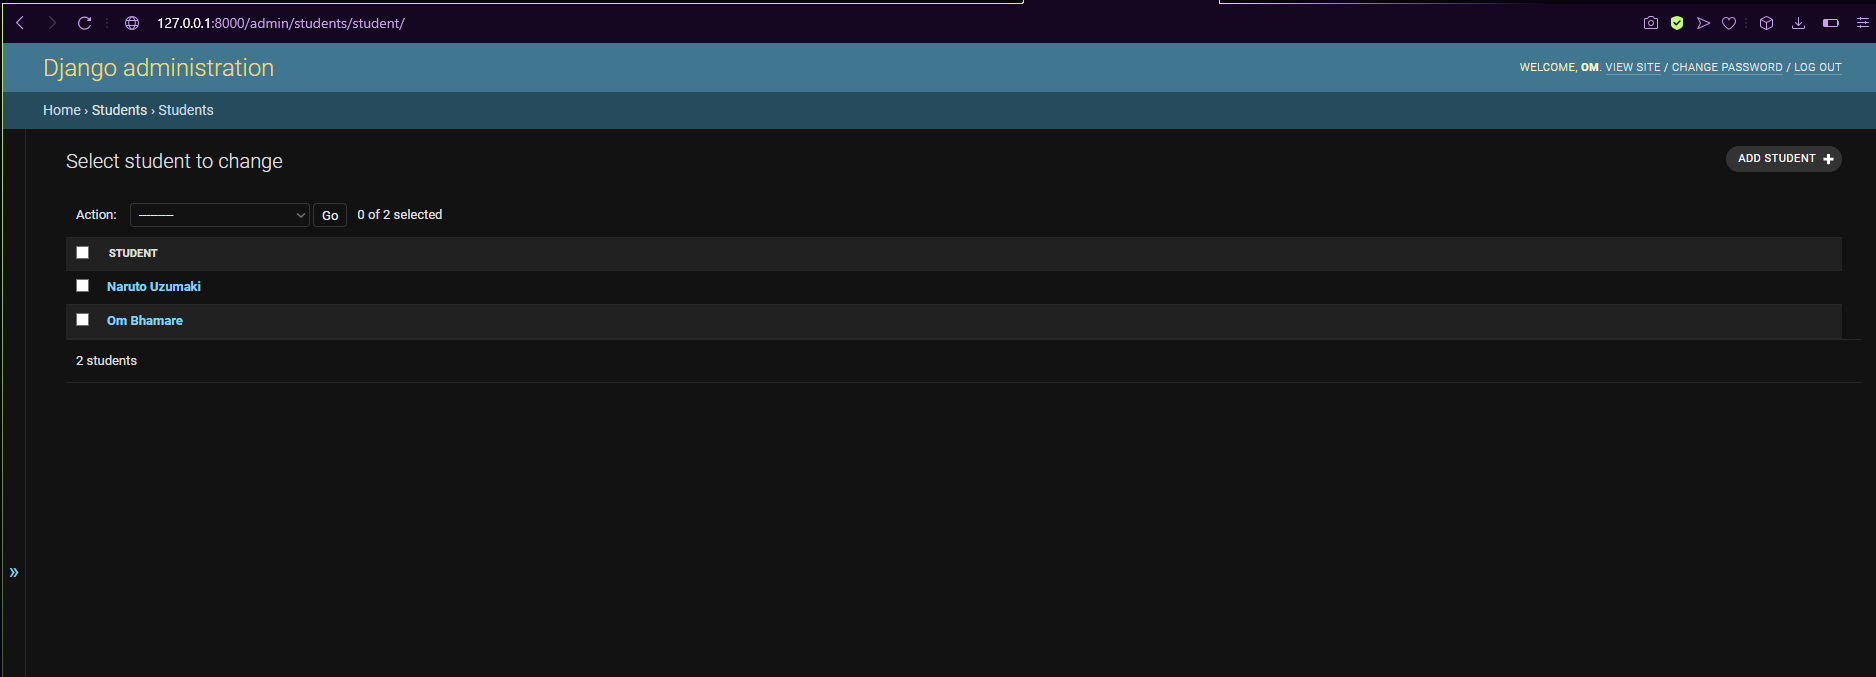 127.0.0.1:8000/admin/students/student/
Django administration
WELCOME, OM. VIEW SITE / CHANGE PASSWORD / LOG OUT
Home › Students › Students
Select student to change
ADD STUDENT +
Action: --------- Go 0 of 2 selected
STUDENT
Naruto Uzumaki
Om Bhamare
2 students
»